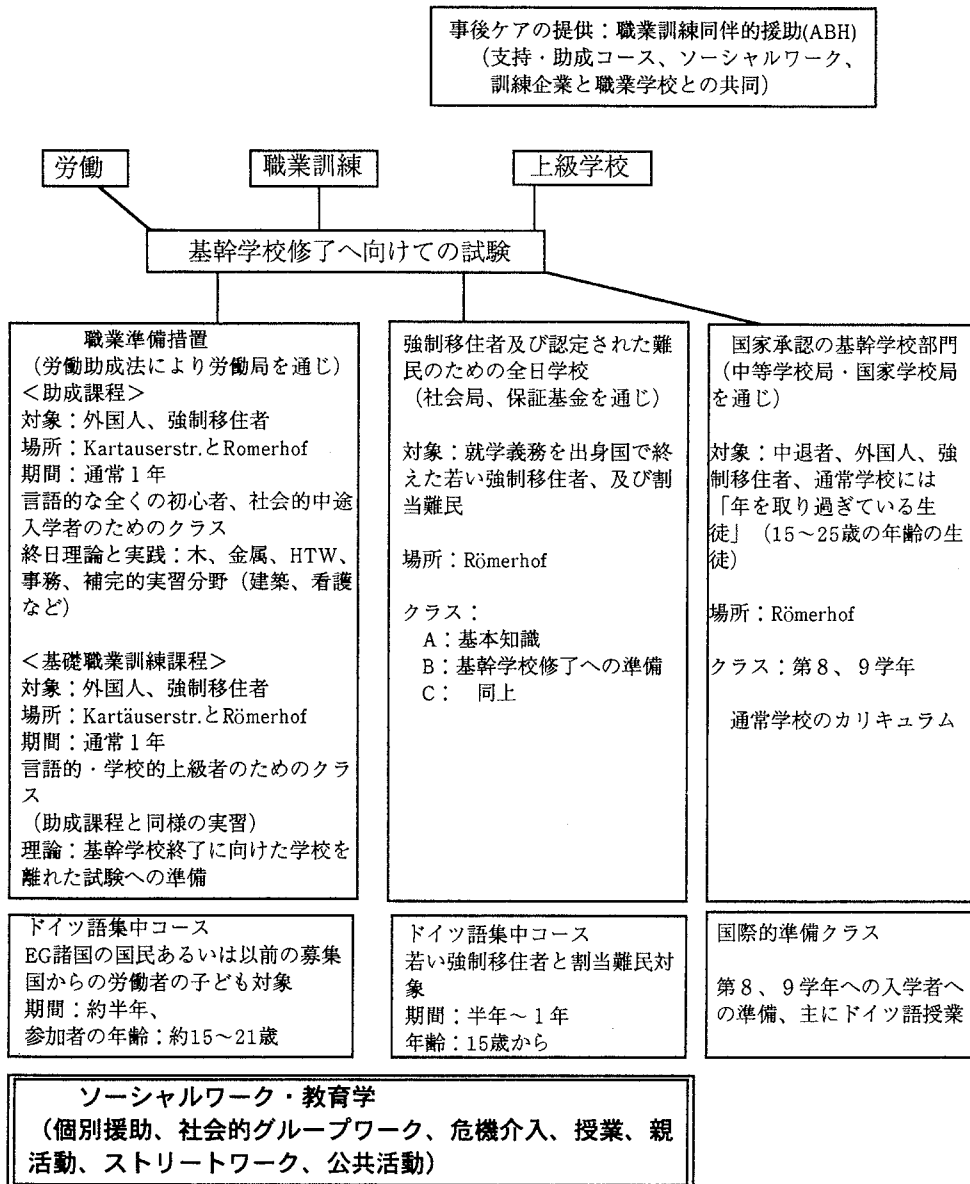 事後ケアの提供：職業訓練同伴的援助(ABH)
（支持・助成コース、ソーシャルワーク、
訓練企業と職業学校との共同）
労働
職業訓練
上級学校
基幹学校修了へ向けての試験
職業準備措置
（労働助成法により労働局を通じ）
＜助成課程＞
対象：外国人、強制移住者
場所：Kartauserstr.とRomerhof
期間：通常１年
言語的な全くの初心者、社会的中途
入学者のためのクラス
終日理論と実践：木、金属、HTW、
事務、補完的実習分野（建築、看護
など）
＜基礎職業訓練課程＞
対象：外国人、強制移住者
場所：Kartäuserstr.とRömerhof
期間：通常１年
言語的・学校的上級者のためのクラ
ス
（助成課程と同様の実習）
理論：基幹学校終了に向けた学校を
離れた試験への準備
強制移住者及び認定された難
民のための全日学校
（社会局、保証基金を通じ）
対象：就学義務を出身国で終
えた若い強制移住者、及び割
当難民
場所：Römerhof
クラス：
A：基本知識
B：基幹学校修了への準備
C：　同上
国家承認の基幹学校部門
（中等学校局・国家学校局
を通じ）
対象：中退者、外国人、強
制移住者、通常学校には
「年を取り過ぎている生
徒」（15～25歳の年齢の生
徒）
場所：Römerhof
クラス：第８、９学年
通常学校のカリキュラム
ドイツ語集中コース
EG諸国の国民あるいは以前の募集
国からの労働者の子ども対象
期間：約半年、
参加者の年齢：約15～21歳
ドイツ語集中コース
若い強制移住者と割当難民対
象
期間：半年～１年
年齢：15歳から
国際的準備クラス
第８、９学年への入学者へ
の準備、主にドイツ語授業
ソーシャルワーク・教育学
（個別援助、社会的グループワーク、危機介入、授業、親
活動、ストリートワーク、公共活動）